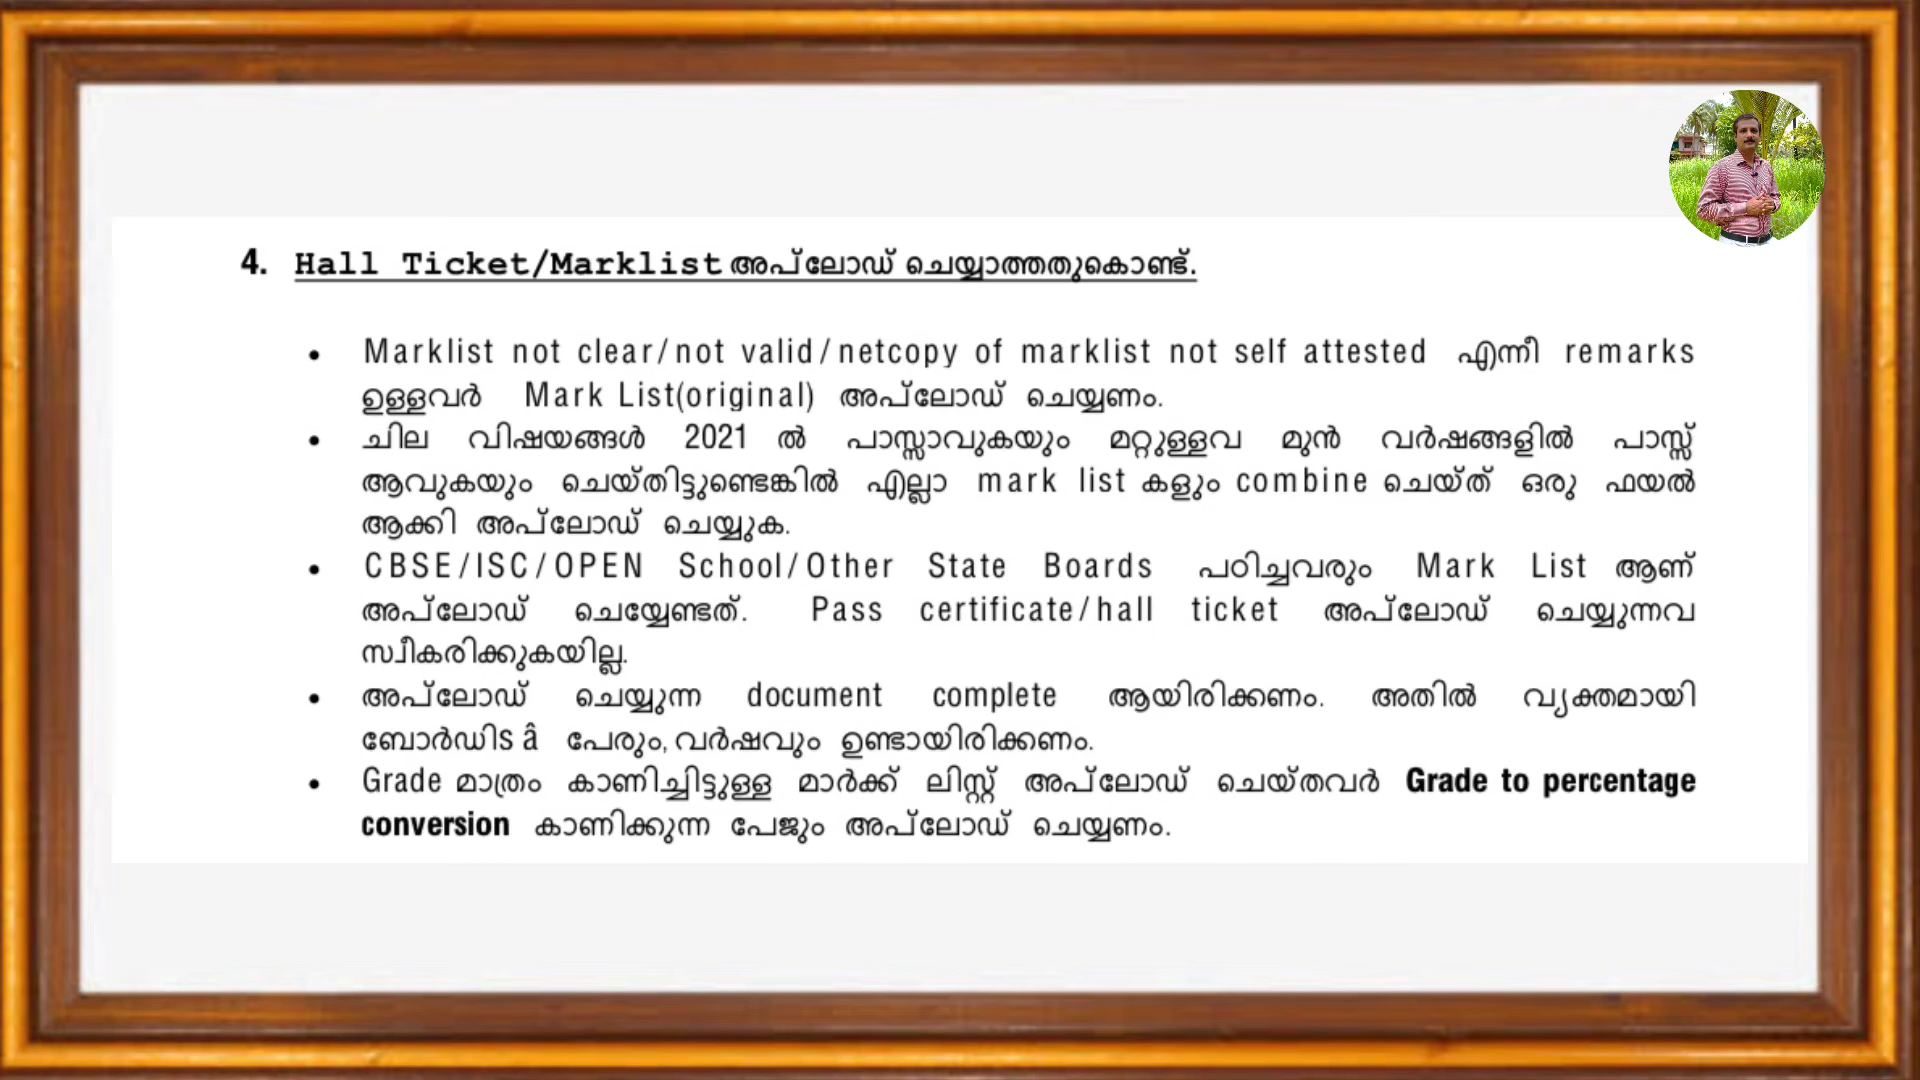 4. Hall Ticket/Marklist അപ്‌ലോഡ് ചെയ്യാത്തതുകൊണ്ട്.
• Marklist not clear/not valid/netcopy of marklist not self attested എന്നീ remarks
ഉള്ളവർ Mark List(original) അപ്‌ലോഡ് ചെയ്യണം.
• ചില വിഷയങ്ങൾ 2021 ൽ പാസ്സാവുകയും മറ്റുള്ളവ മുൻ വർഷങ്ങളിൽ പാസ്സ്
ആവുകയും ചെയ്തിട്ടുണ്ടെങ്കിൽ എല്ലാ mark list കളും combine ചെയ്ത് ഒരു ഫയൽ
ആക്കി അപ്‌ലോഡ് ചെയ്യുക.
• CBSE/ISC/OPEN School/Other State Boards പഠിച്ചവരും Mark List ആണ്
അപ്‌ലോഡ് ചെയ്യേണ്ടത്. Pass certificate/hall ticket അപ്‌ലോഡ് ചെയ്യുന്നവ
സ്വീകരിക്കുകയില്ല.
• അപ്‌ലോഡ് ചെയ്യുന്ന document complete ആയിരിക്കണം. അതിൽ വ്യക്തമായി
ബോർഡിs â പേരും, വർഷവും ഉണ്ടായിരിക്കണം.
• Grade മാത്രം കാണിച്ചിട്ടുള്ള മാർക്ക് ലിസ്റ്റ് അപ്‌ലോഡ് ചെയ്തവർ Grade to percentage
conversion കാണിക്കുന്ന പേജും അപ്‌ലോഡ് ചെയ്യണം.